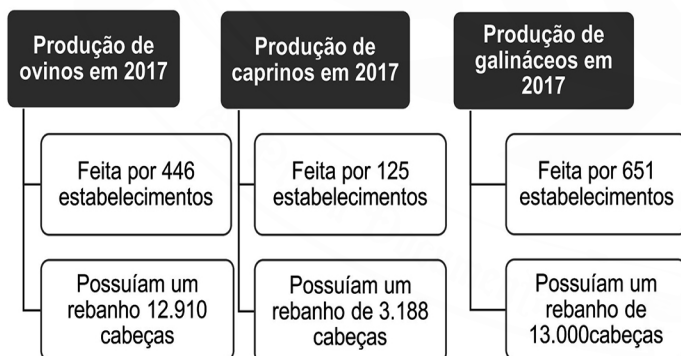 Produção de
ovinos em 2017
Feita por 446
estabelecimentos
Possuíam um
rebanho 12.910
cabeças
Produção de
caprinos em 2017
Feita por 125
estabelecimentos
Possuíam um
rebanho de 3.188
cabeças
Produção de
galináceos em
2017
Feita por 651
estabelecimentos
Possuíam um
rebanho de
13.000cabeças